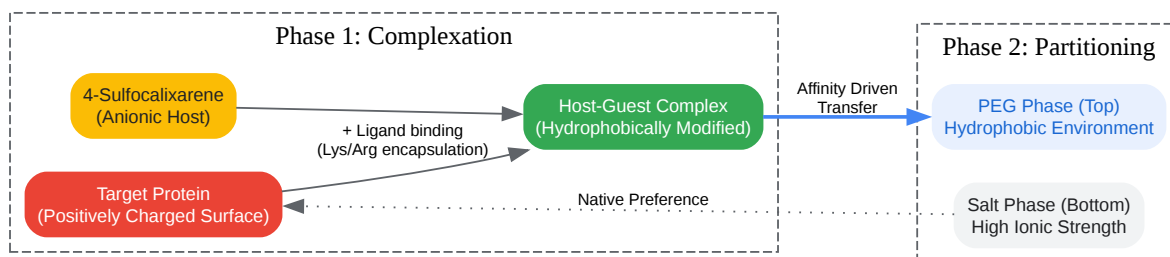 Phase 1: Complexation
4-Sulfocalixarene
(Anionic Host)
+ Ligand binding
(Lys/Arg encapsulation)
Target Protein
(Positively Charged Surface)
Host-Guest Complex
(Hydrophobically Modified)
Affinity Driven
Transfer
Native Preference
Phase 2: Partitioning
PEG Phase (Top)
Hydrophobic Environment
Salt Phase (Bottom)
High Ionic Strength